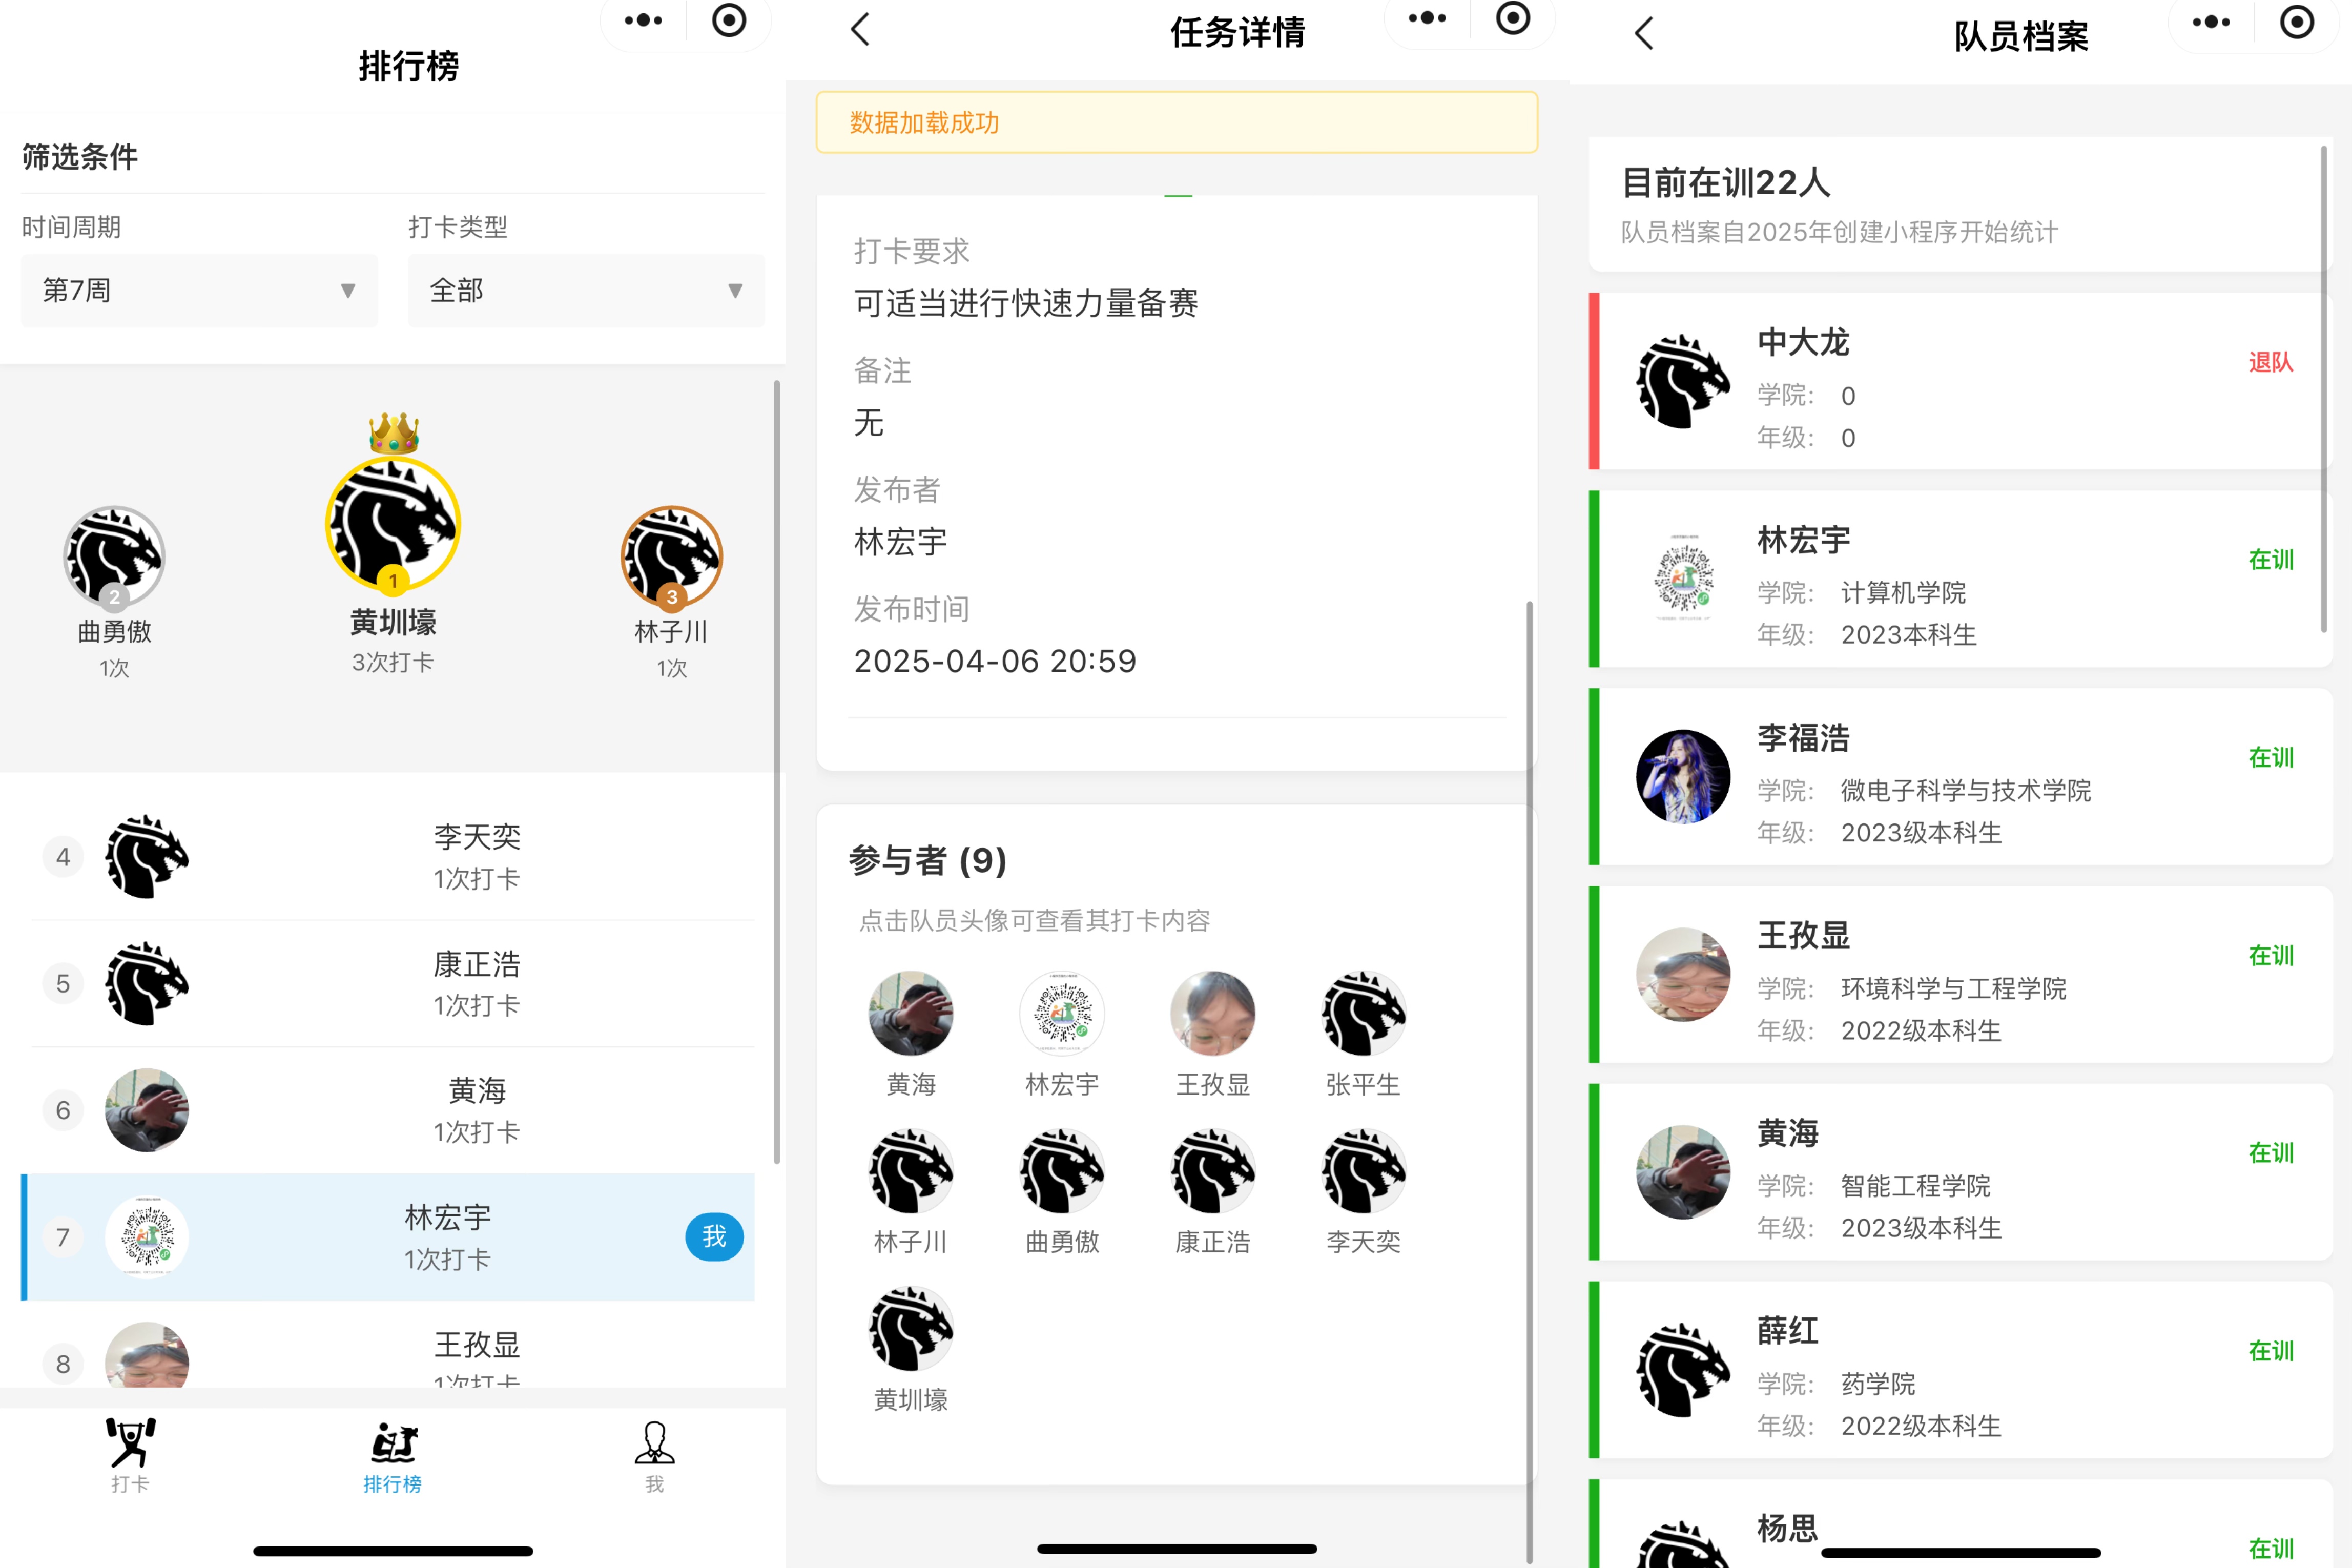 排行榜
筛选条件
时间周期
打卡类型
第7周
全部
1
2
3
曲勇傲
1次
黄圳壕
3次打卡
林子川
1次
4
李天奕
1次打卡
5
康正浩
1次打卡
6
黄海
1次打卡
7
林宏宇
1次打卡
我
8
王孜显
1次打卡
打卡
排行榜
我
任务详情
数据加载成功
打卡要求
可适当进行快速力量备赛
备注
无
发布者
林宏宇
发布时间
2025-04-06 20:59
参与者 (9)
点击队员头像可查看其打卡内容
黄海
林宏宇
王孜显
张平生
林子川
曲勇傲
康正浩
李天奕
黄圳壕
队员档案
目前在训22人
队员档案自2025年创建小程序开始统计
中大龙
退队
学院： 0
年级： 0
林宏宇
在训
学院： 计算机学院
年级： 2023本科生
李福浩
在训
学院： 微电子科学与技术学院
年级： 2023级本科生
王孜显
在训
学院： 环境科学与工程学院
年级： 2022级本科生
黄海
在训
学院： 智能工程学院
年级： 2023级本科生
薛红
在训
学院： 药学院
年级： 2022级本科生
杨思
在训